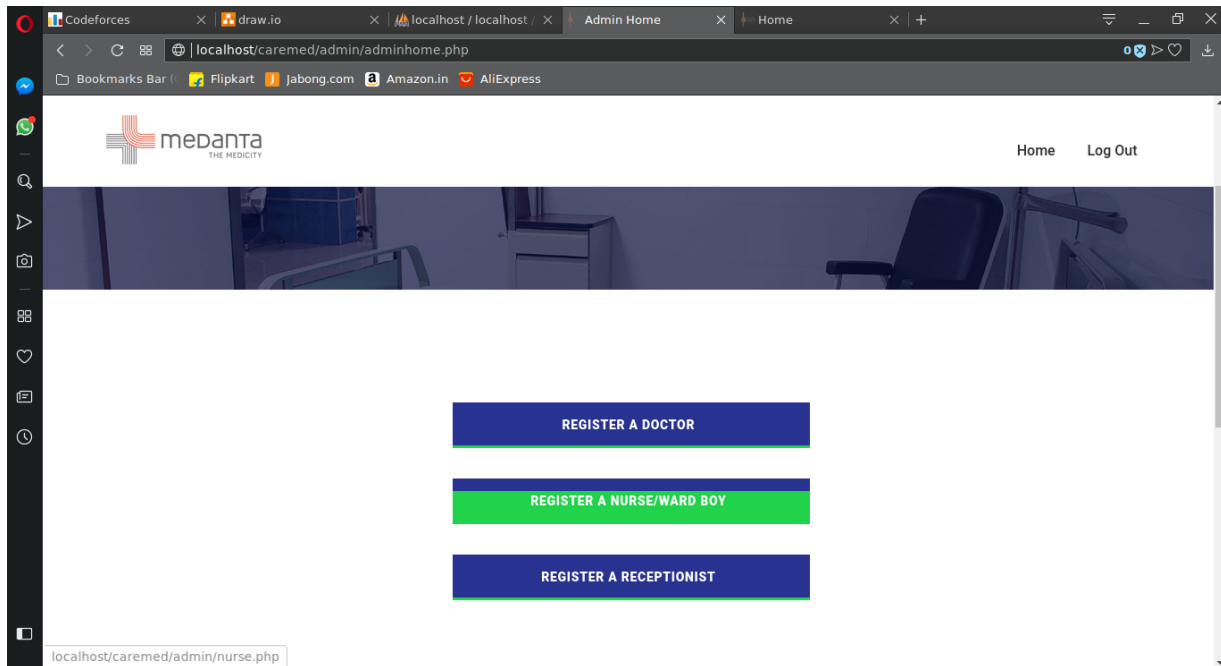 Codeforces draw.io localhost / localhost / Admin Home Home
localhost/caremed/admin/adminhome.php 0
Bookmarks Bar ( Flipkart Jabong.com Amazon.in AliExpress
medanta
THE MEDICITY
Home Log Out
REGISTER A DOCTOR
REGISTER A NURSE/WARD BOY
REGISTER A RECEPTIONIST
localhost/caremed/admin/nurse.php